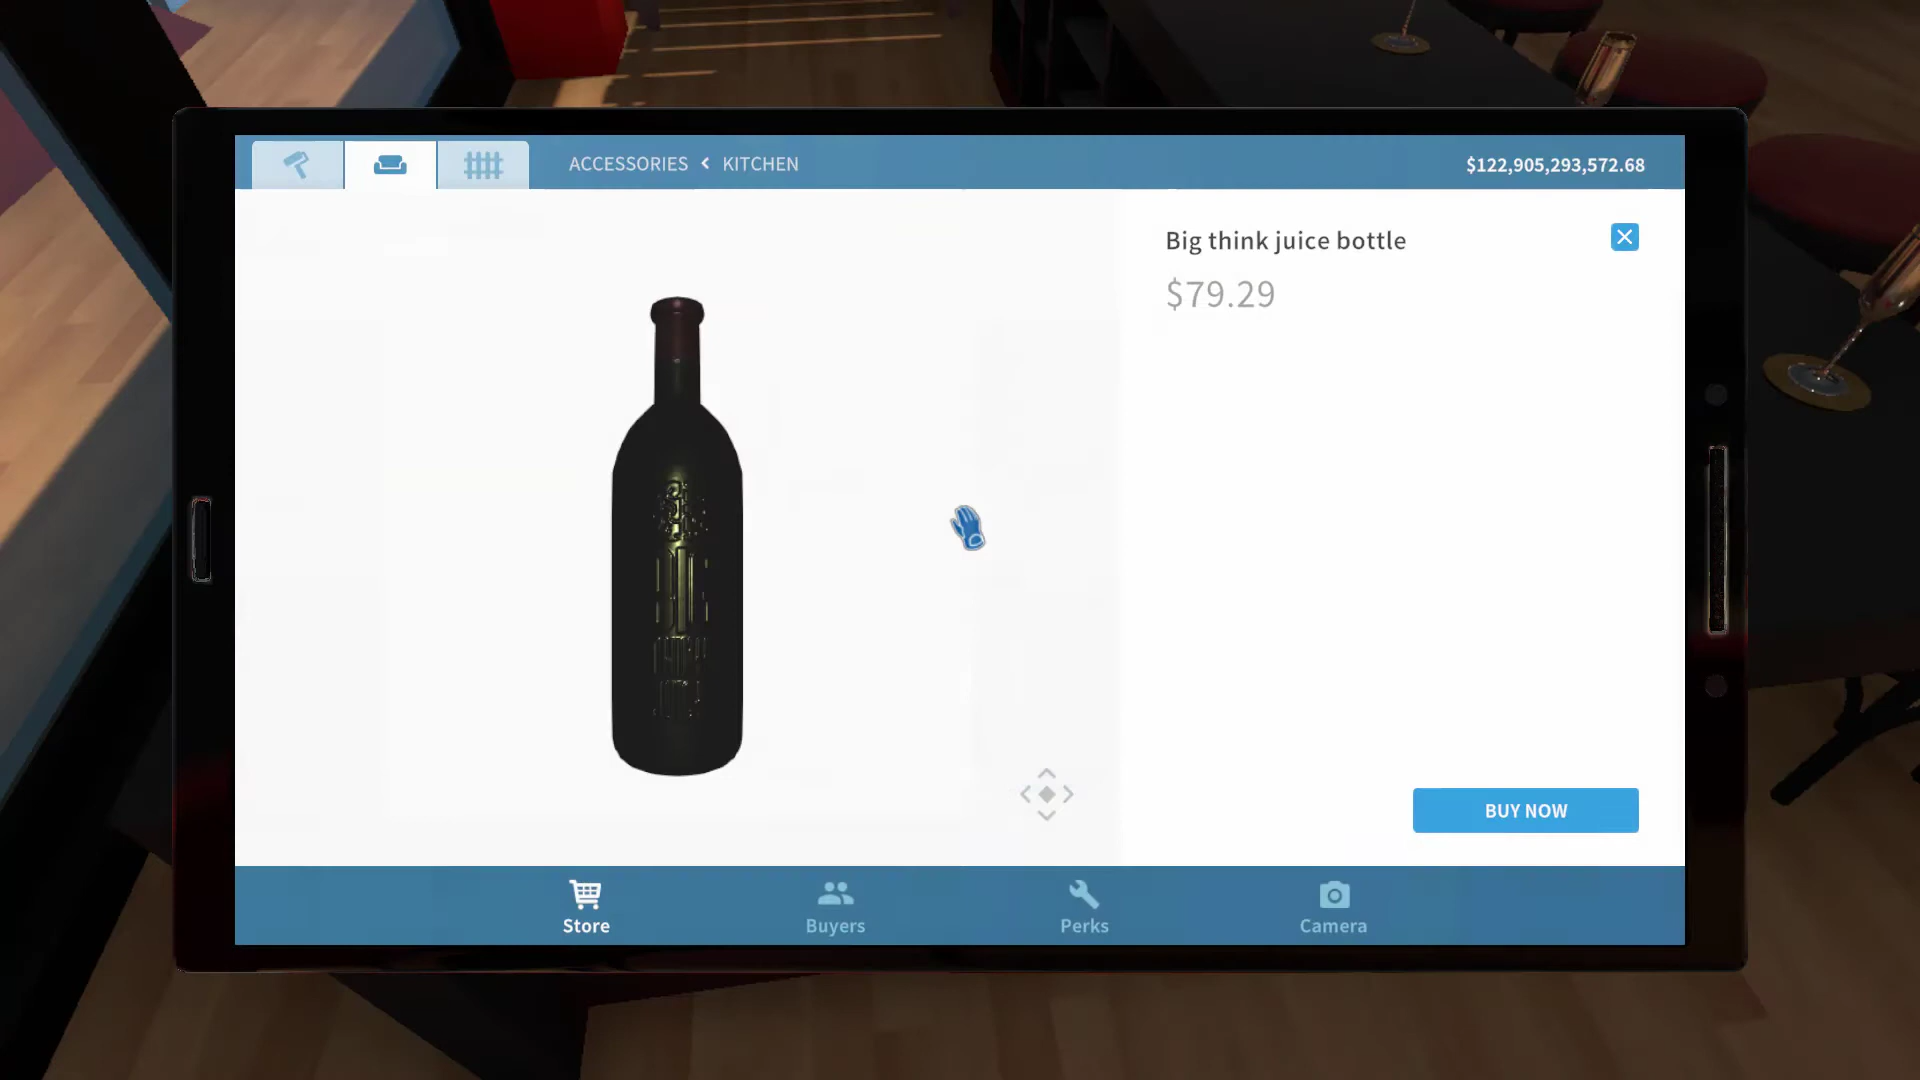 ACCESSORIES < KITCHEN
$122,905,293,572.68
Big think juice bottle
$79.29
BUY NOW
Store
Buyers
Perks
Camera